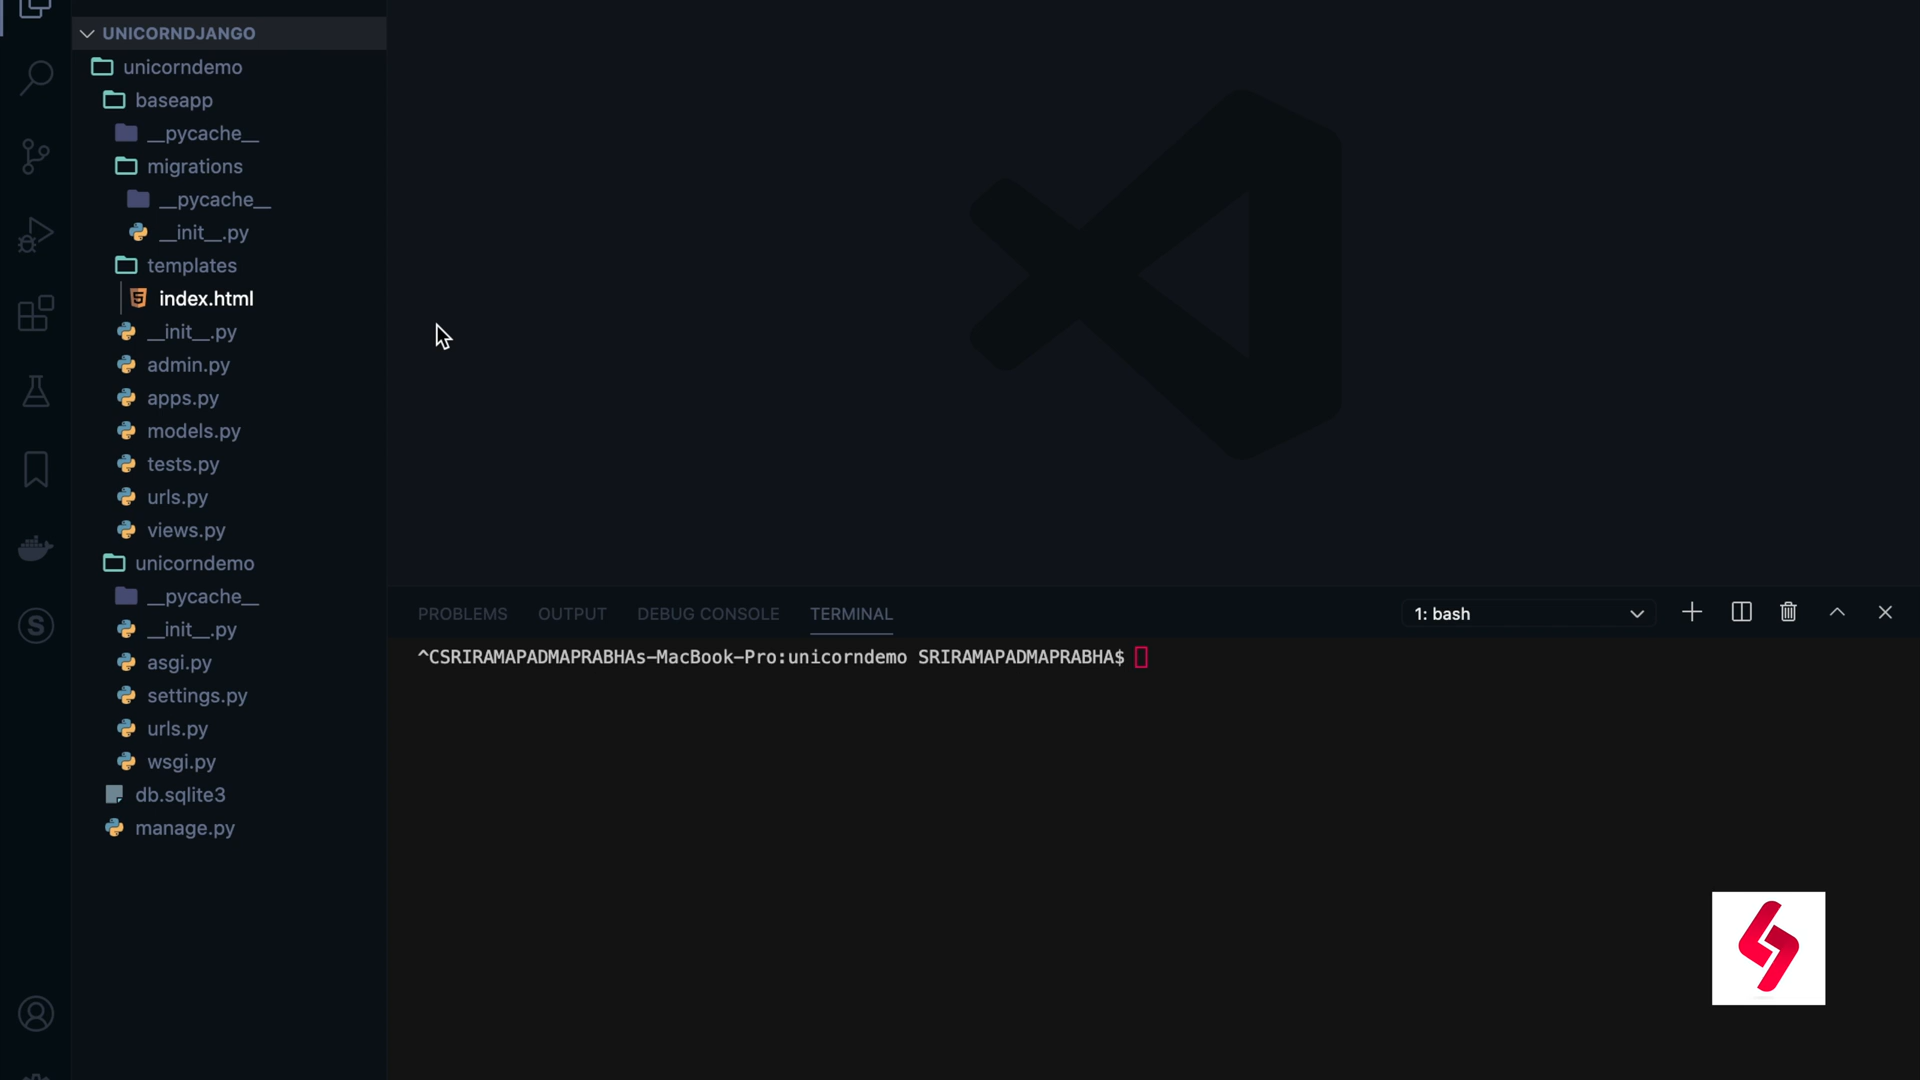 UNICORNDJANGO
unicorndemo
baseapp
__pycache__
migrations
__pycache__
__init__.py
templates
index.html
__init__.py
admin.py
apps.py
models.py
tests.py
urls.py
views.py
unicorndemo
__pycache__
__init__.py
asgi.py
settings.py
urls.py
wsgi.py
db.sqlite3
manage.py
PROBLEMS OUTPUT DEBUG CONSOLE TERMINAL 1: bash
^CSRIRAMAPADMAPRABHAs-MacBook-Pro:unicorndemo SRIRAMAPADMAPRABHA$